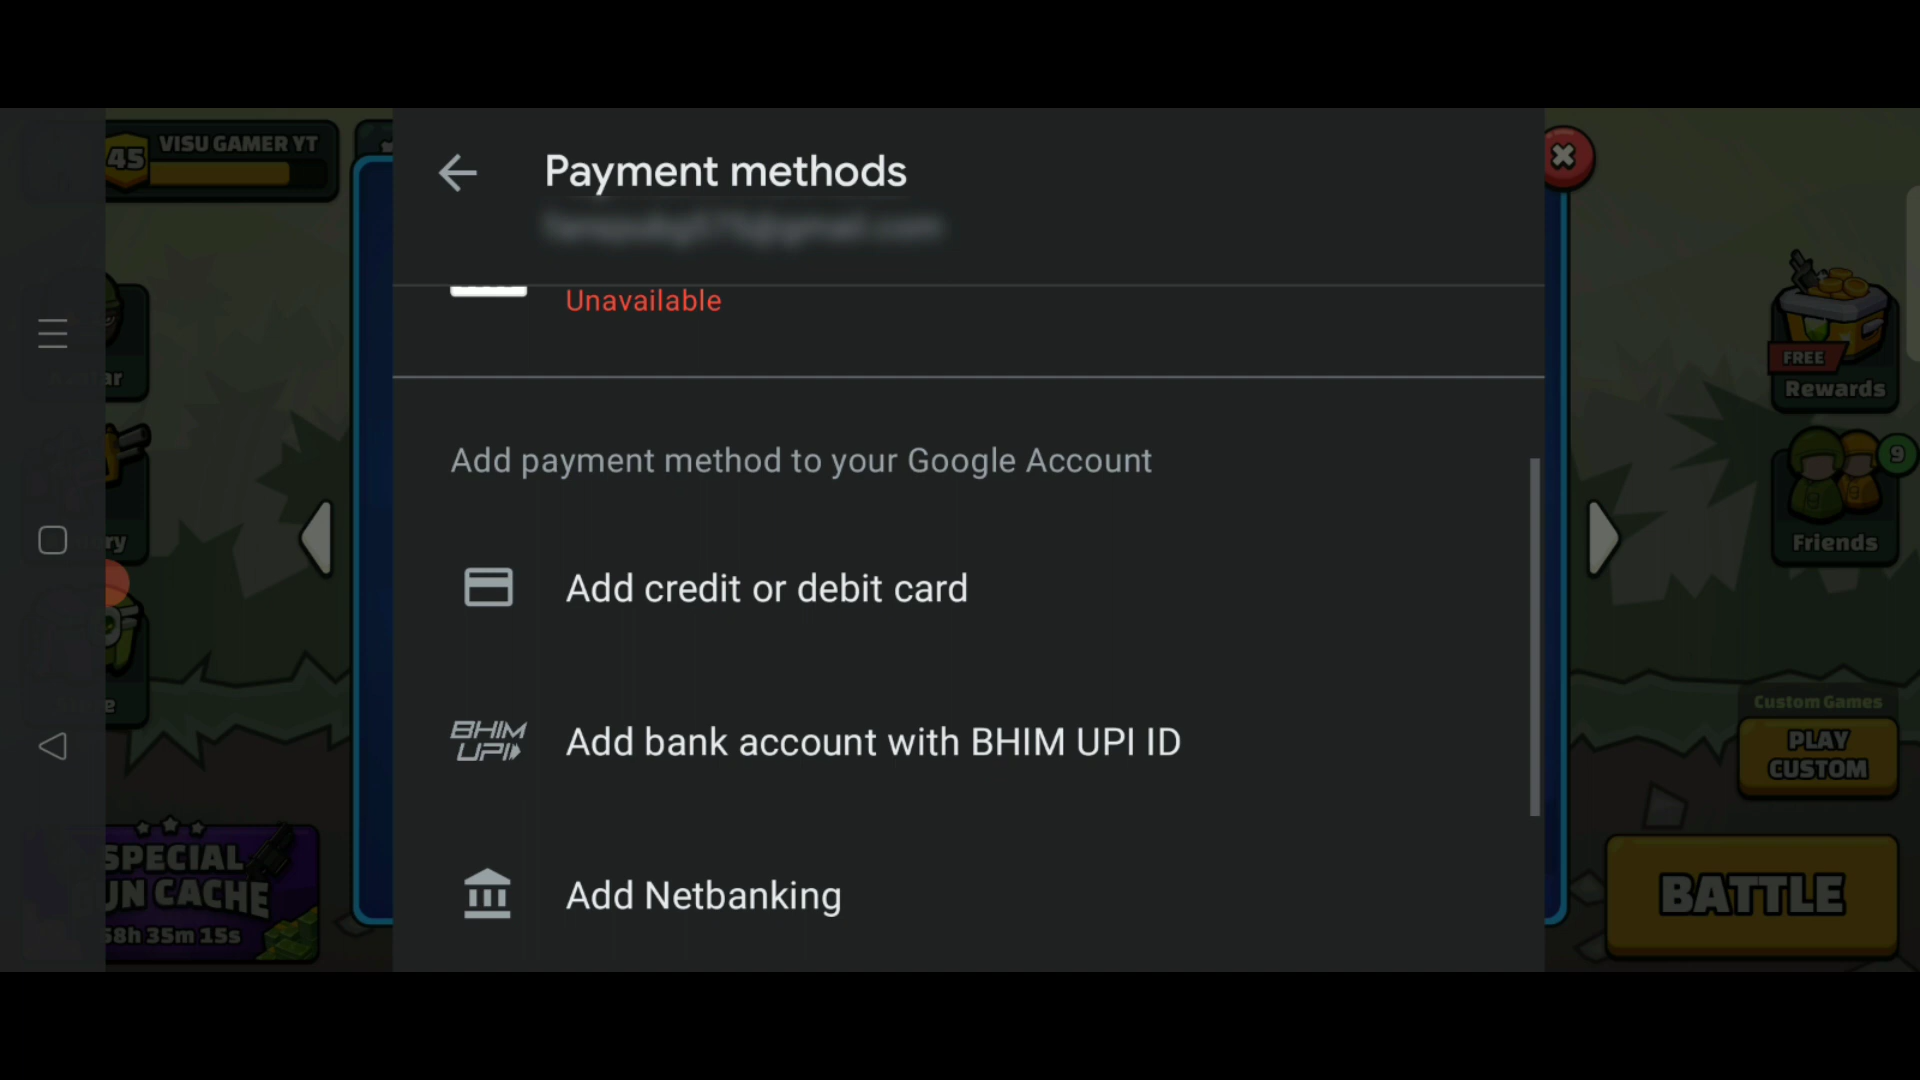 45
VISU GAMER YT
Payment methods
Unavailable
Add payment method to your Google Account
Add credit or debit card
BHIM
UPI
Add bank account with BHIM UPI ID
Add Netbanking
FREE
Rewards
9
Friends
Custom Games
PLAY
CUSTOM
BATTLE
SPECIAL
GUN CACHE
58h 35m 15s